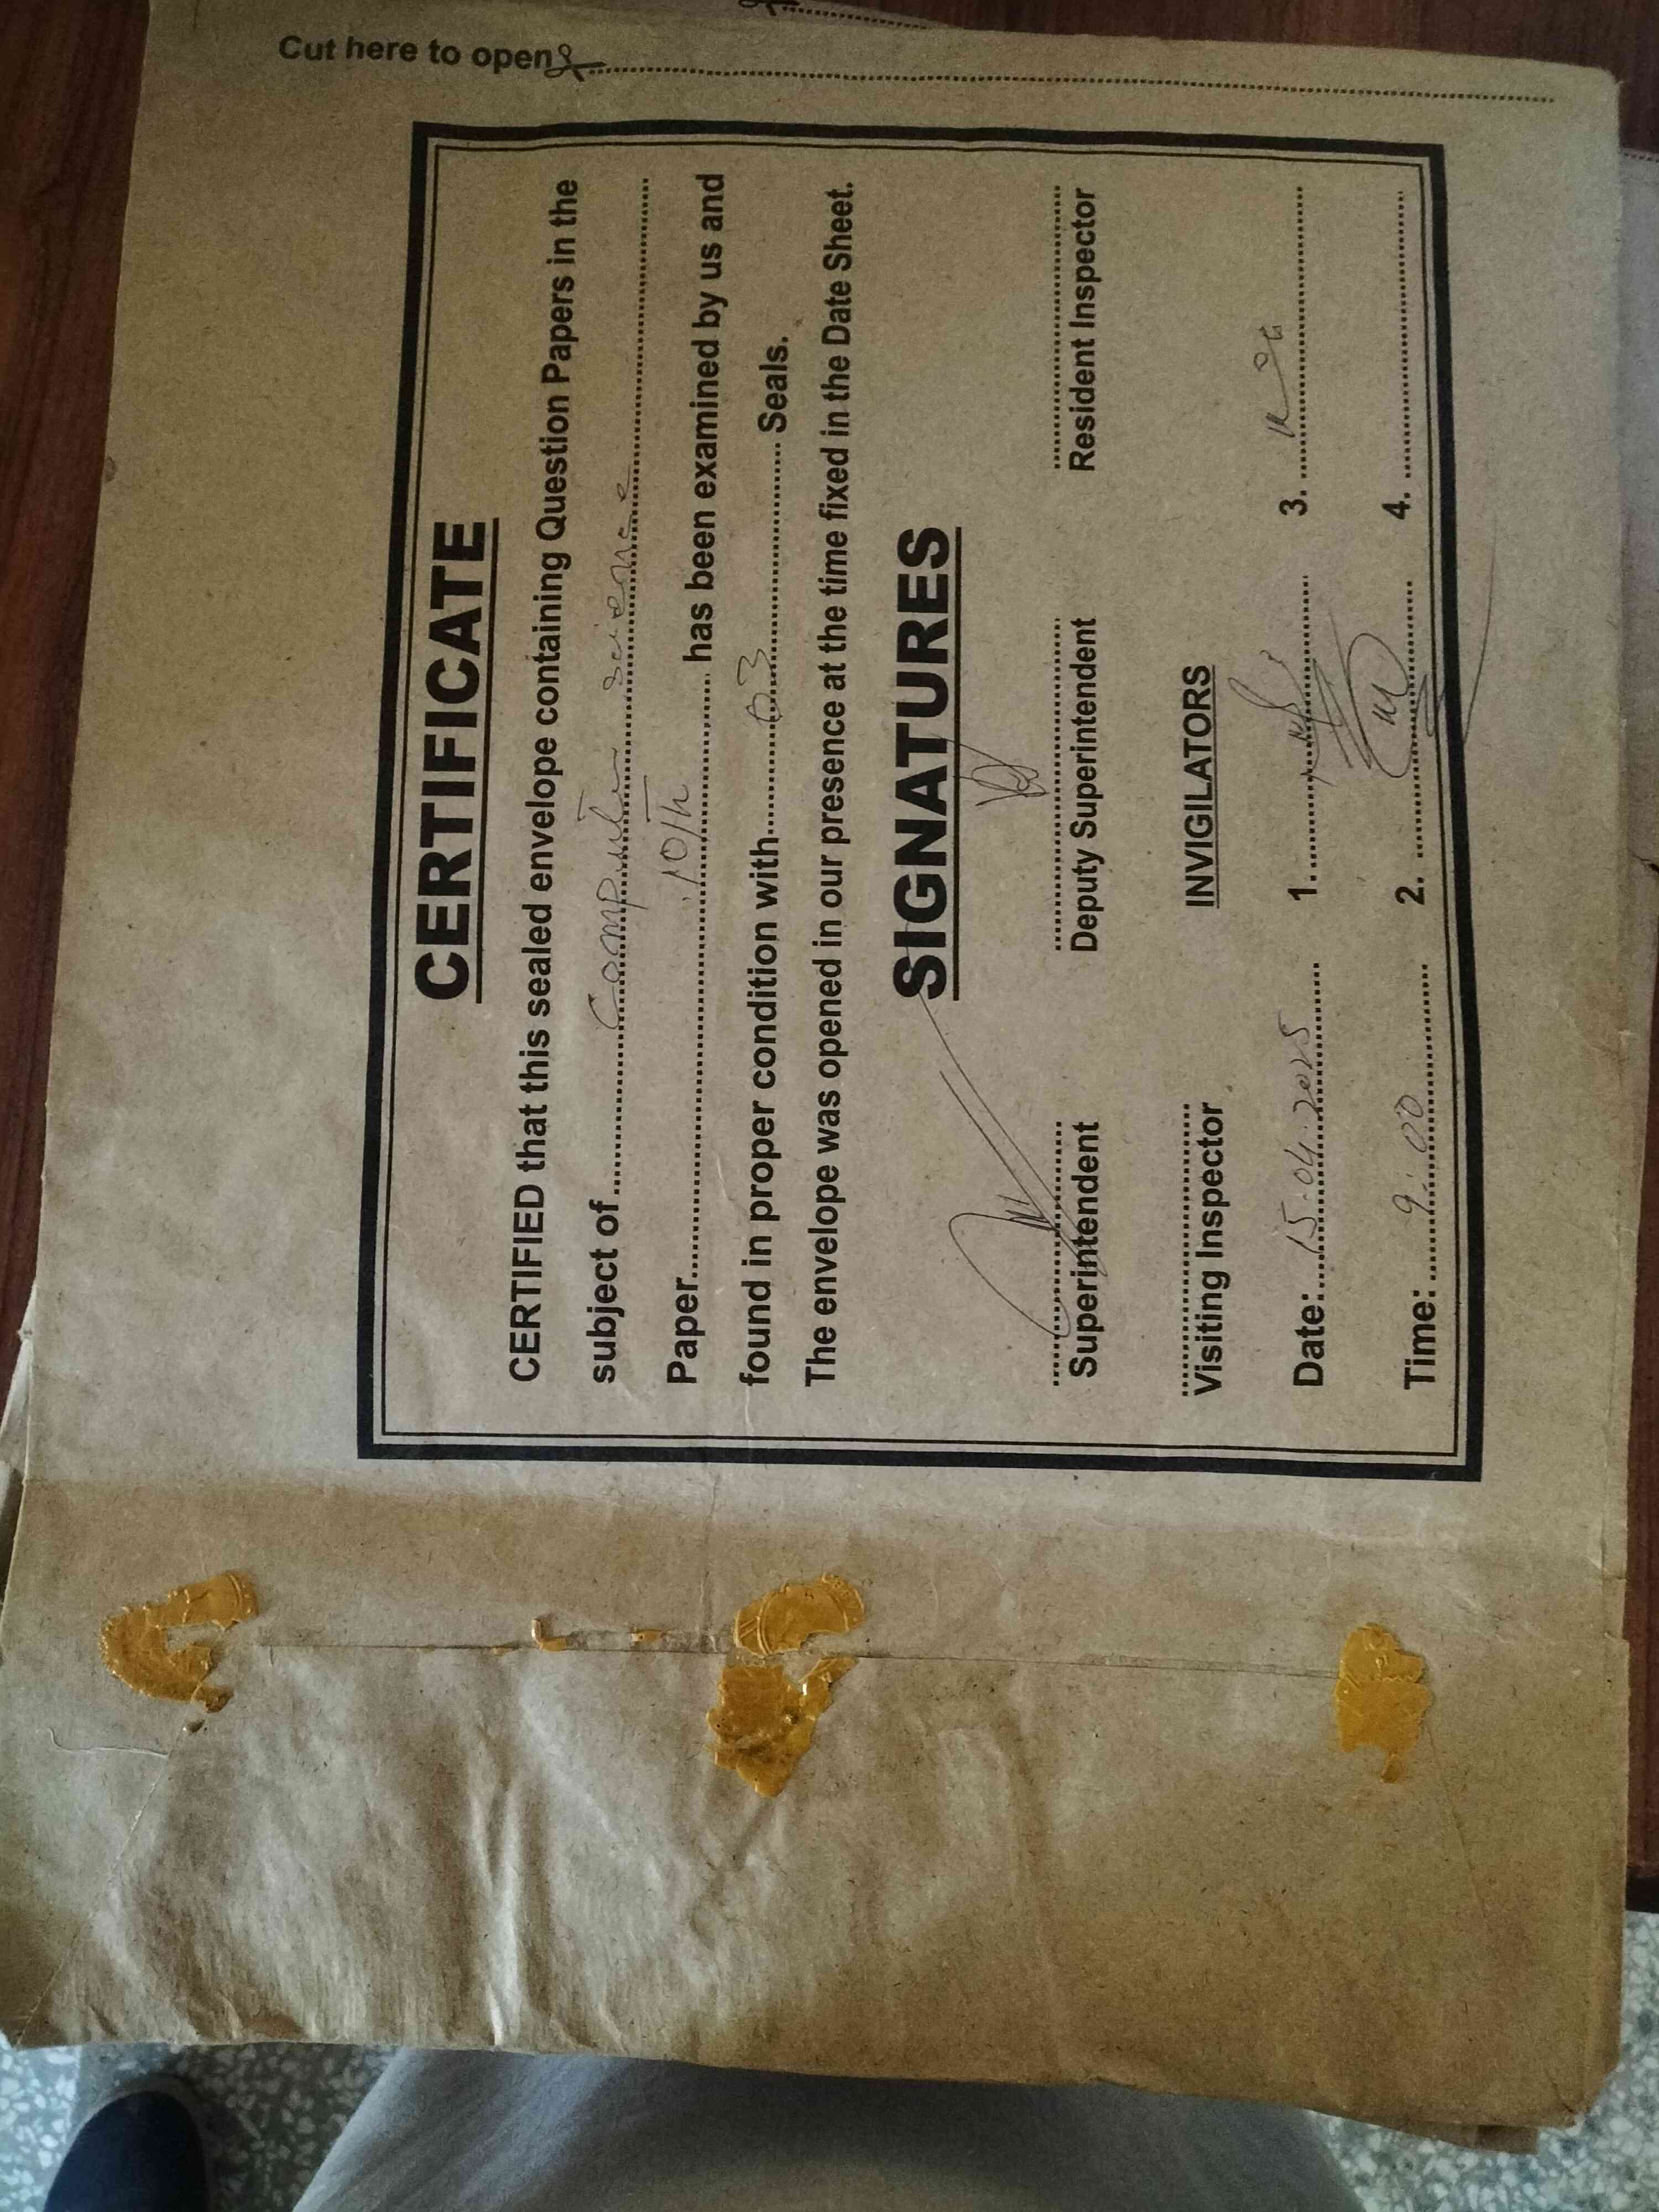 Cut here to open
CERTIFICATE
CERTIFIED that this sealed envelope containing Question Papers in the
subject of Computer science
Paper 10th has been examined by us and
found in proper condition with 03 Seals.
The envelope was opened in our presence at the time fixed in the Date Sheet.
SIGNATURES
Superintendent Deputy Superintendent Resident Inspector
Visiting Inspector INVIGILATORS
Date: 15.04.2025 1. 3.
Time: 9:00 2. 4.